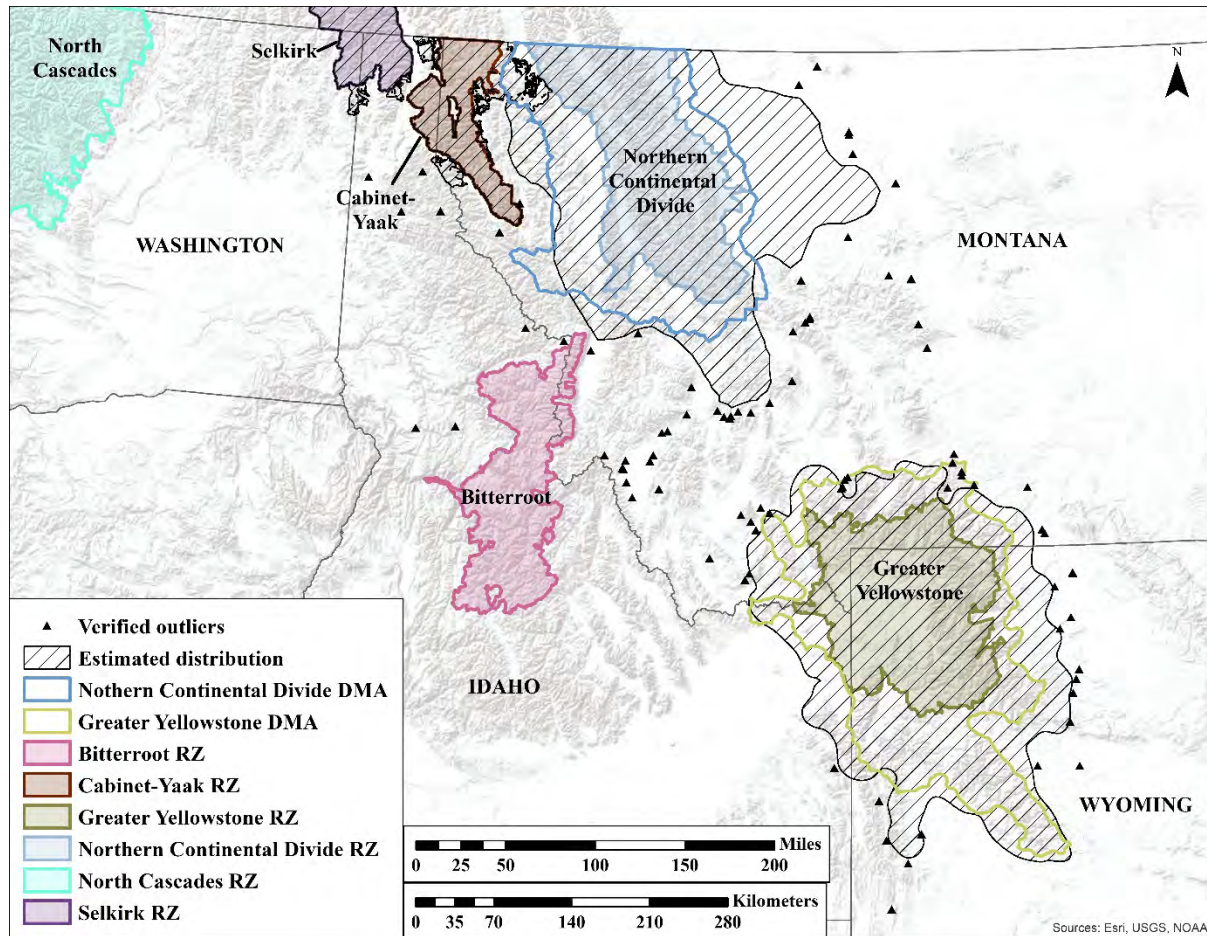 North
Cascades
Selkirk
N
Northern
Continental
Divide
Cabinet-
Yaak
WASHINGTON
MONTANA
Bitterroot
Greater
Yellowstone
IDAHO
WYOMING
Verified outliers
Estimated distribution
Nothern Continental Divide DMA
Greater Yellowstone DMA
Bitterroot RZ
Cabinet-Yaak RZ
Greater Yellowstone RZ
Northern Continental Divide RZ
North Cascades RZ
Selkirk RZ
Miles
0 25 50 100 150 200
Kilometers
0 35 70 140 210 280
Sources: Esri, USGS, NOAA